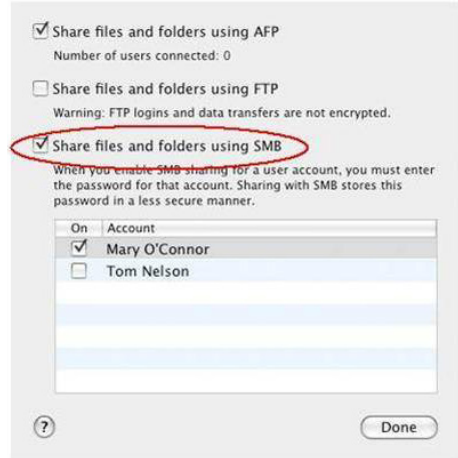 Share files and folders using AFP
Number of users connected: 0
Share files and folders using FTP
Warning: FTP logins and data transfers are not encrypted.
Share files and folders using SMB
When you enable SMB sharing for a user account, you must enter
the password for that account. Sharing with SMB stores this
password in a less secure manner.
On Account
Mary O'Connor
Tom Nelson
? Done